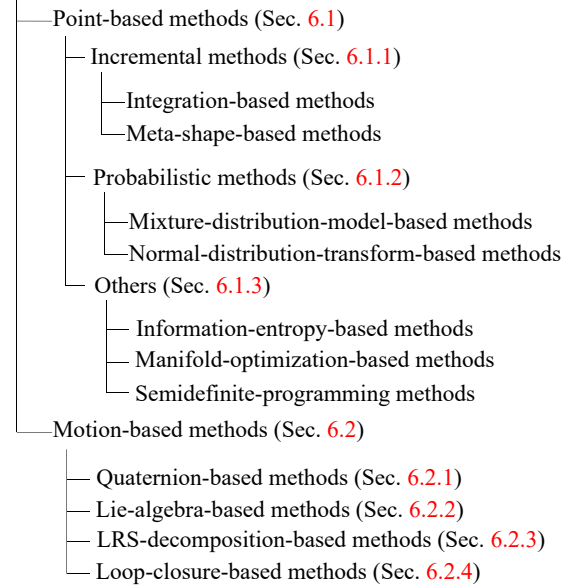 Point-based methods (Sec. 6.1)
Incremental methods (Sec. 6.1.1)
Integration-based methods
Meta-shape-based methods
Probabilistic methods (Sec. 6.1.2)
Mixture-distribution-model-based methods
Normal-distribution-transform-based methods
Others (Sec. 6.1.3)
Information-entropy-based methods
Manifold-optimization-based methods
Semidefinite-programming methods
Motion-based methods (Sec. 6.2)
Quaternion-based methods (Sec. 6.2.1)
Lie-algebra-based methods (Sec. 6.2.2)
LRS-decomposition-based methods (Sec. 6.2.3)
Loop-closure-based methods (Sec. 6.2.4)